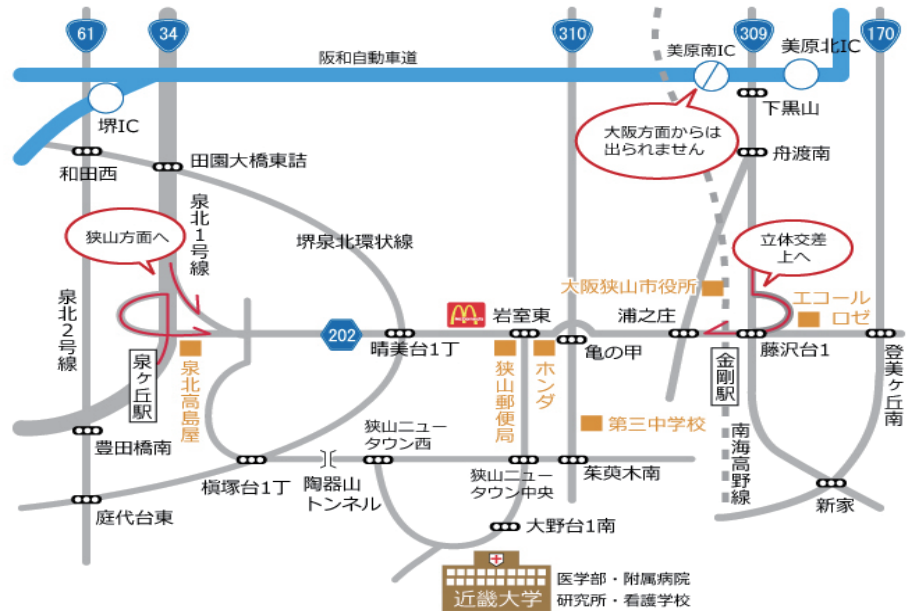 61
34
310
309
170
阪和自動車道
美原南IC
美原北IC
堺IC
下黒山
大阪方面からは
出られません
和田西
田園大橋東詰
舟渡南
泉北1号線
狭山方面へ
堺泉北環状線
立体交差
上へ
大阪狭山市役所
エコール
ロゼ
泉北2号線
202
岩室東
浦之庄
晴美台1丁
亀の甲
藤沢台1
泉ヶ丘駅
泉北高島屋
狭山郵便局
ホンダ
金剛駅
登美ヶ丘南
第三中学校
南海高野線
豊田橋南
狭山ニュー
タウン西
槇塚台1丁
陶器山
トンネル
狭山ニュー
タウン中央
茱萸木南
庭代台東
大野台1南
新家
近畿大学
医学部・附属病院
研究所・看護学校